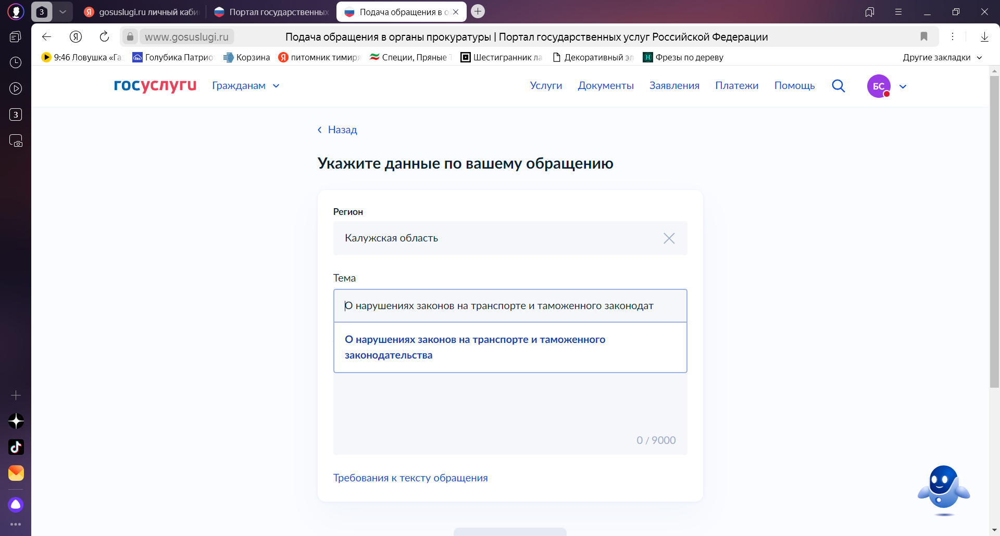 3
gosuslugi.ru личный каби
Портал государственных
Подача обращения в о
www.gosuslugi.ru
Подача обращения в органы прокуратуры | Портал государственных услуг Российской Федерации
9:46 Ловушка «Га
Голубика Патрио
Корзина
питомник тимиря
Специи, Пряные
Шестигранник ла
Декоративный эл
Фрезы по дереву
Другие закладки
3
госуслуги
Гражданам
Услуги
Документы
Заявления
Платежи
Помощь
БС
Назад
Укажите данные по вашему обращению
Регион
Калужская область
Тема
О нарушениях законов на транспорте и таможенного законодат
О нарушениях законов на транспорте и таможенного
законодательства
0 / 9000
Требования к тексту обращения